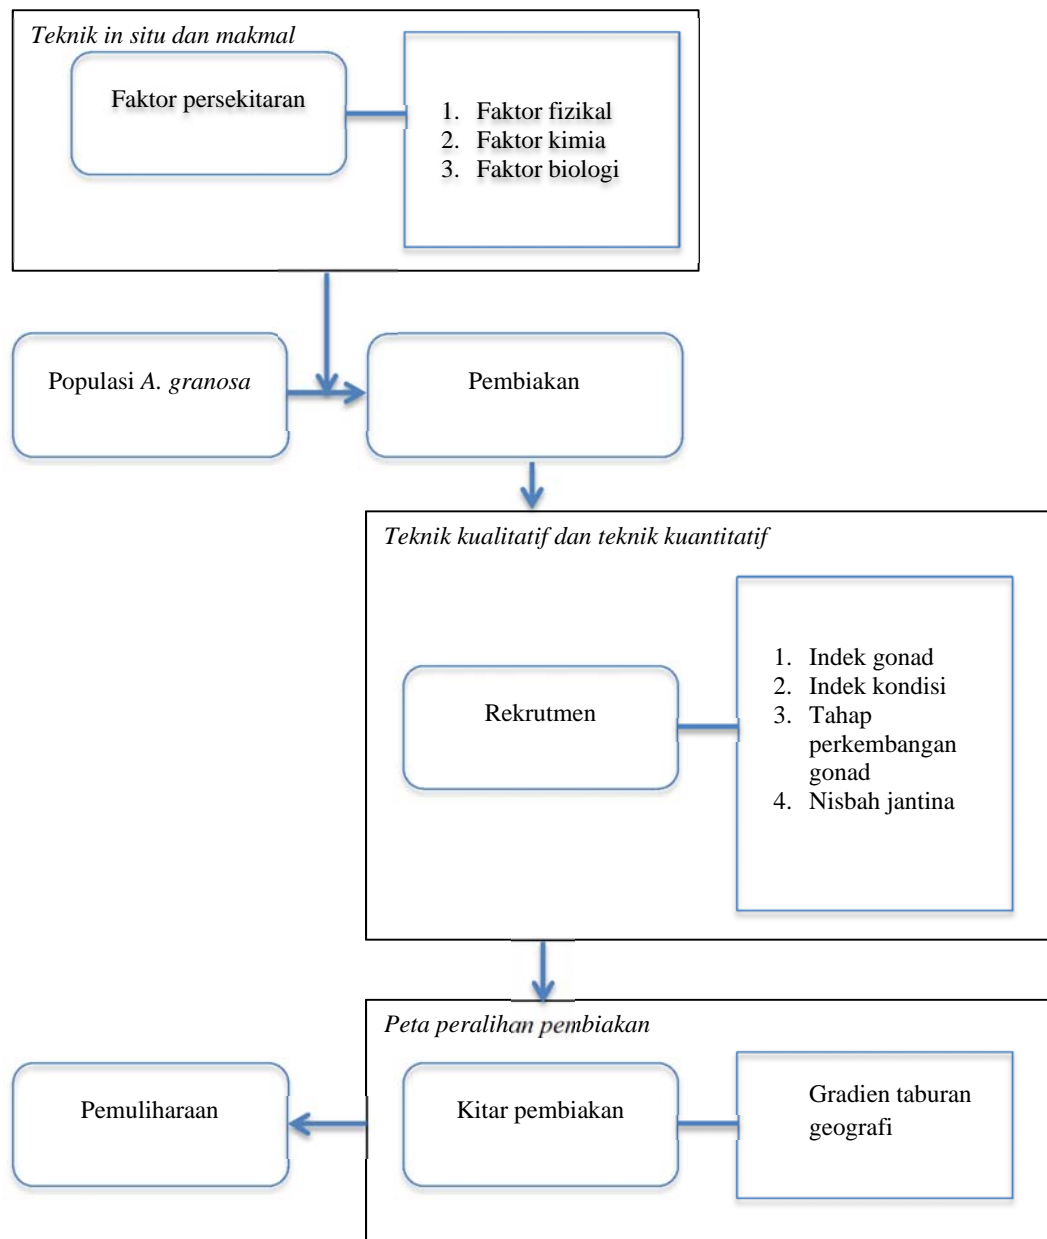 Teknik in situ dan makmal
Faktor persekitaran
1. Faktor fizikal
2. Faktor kimia
3. Faktor biologi
Populasi A. granosa
Pembiakan
Teknik kualitatif dan teknik kuantitatif
Rekrutmen
1. Indek gonad
2. Indek kondisi
3. Tahap
perkembangan
gonad
4. Nisbah jantina
Peta peralihan pembiakan
Pemuliharaan
Kitar pembiakan
Gradien taburan
geografi